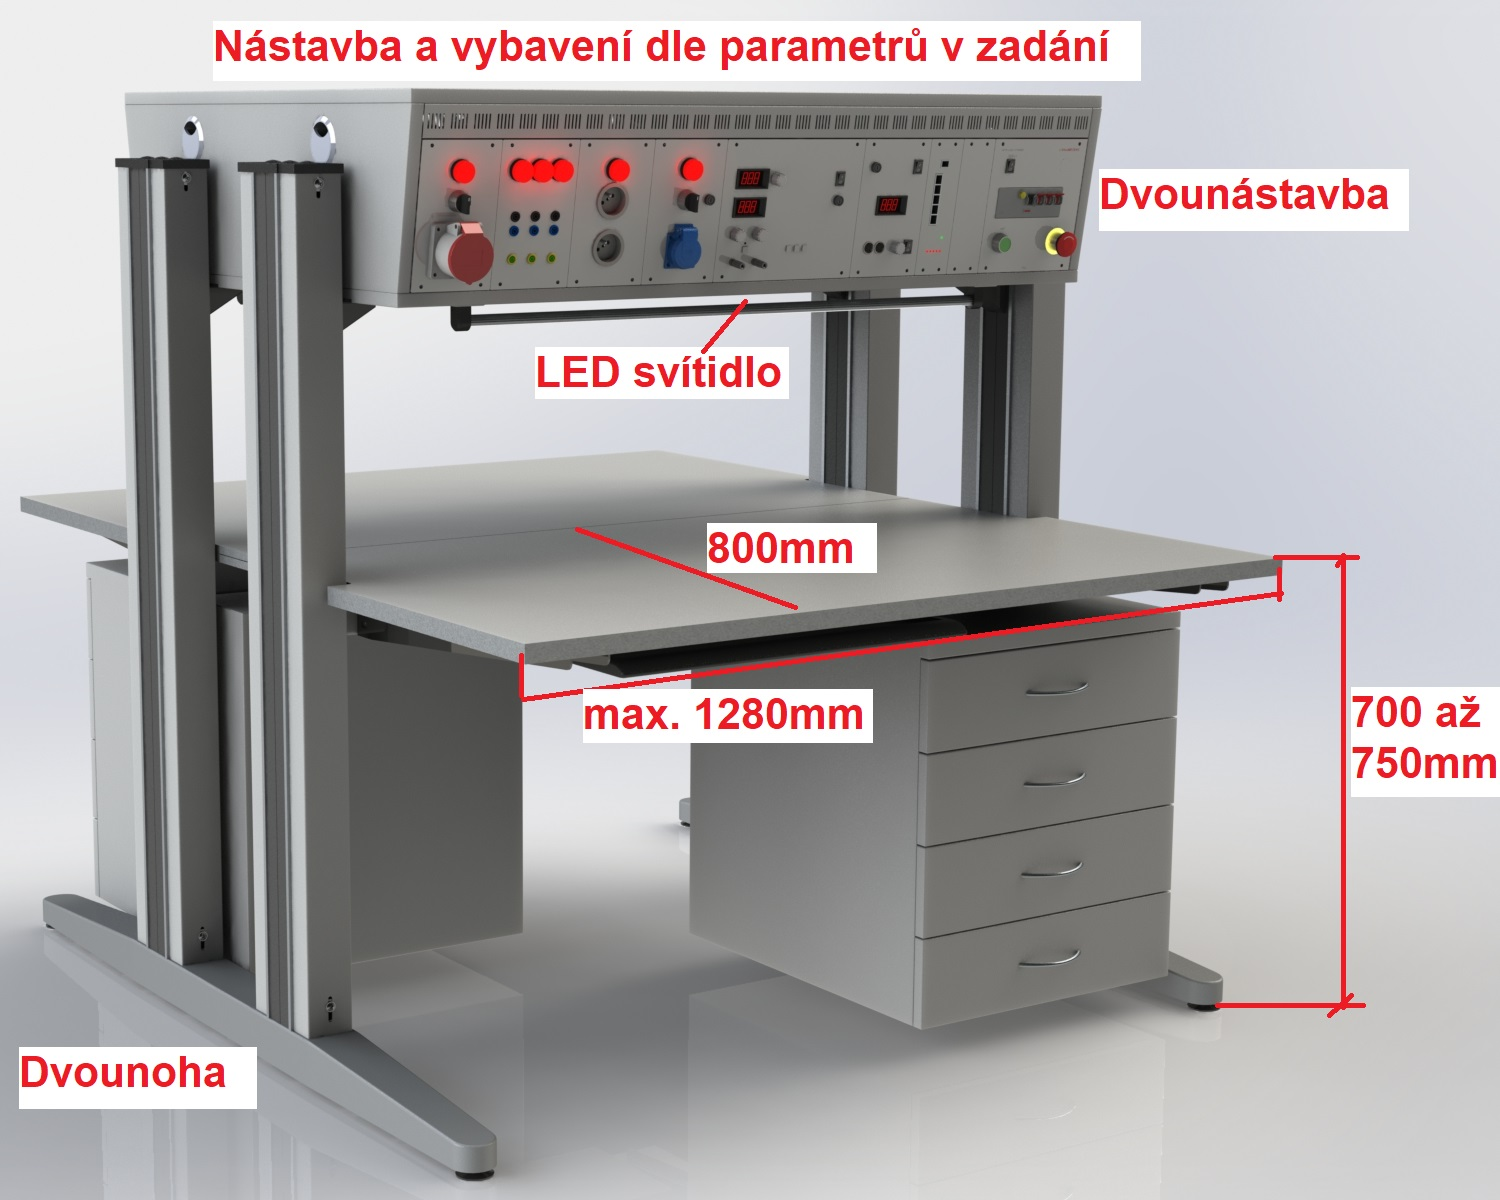 Nástavba a vybavení dle parametrů v zadání
Dvounástavba
LED svítidlo
800mm
max. 1280mm
700 až
750mm
Dvounoha